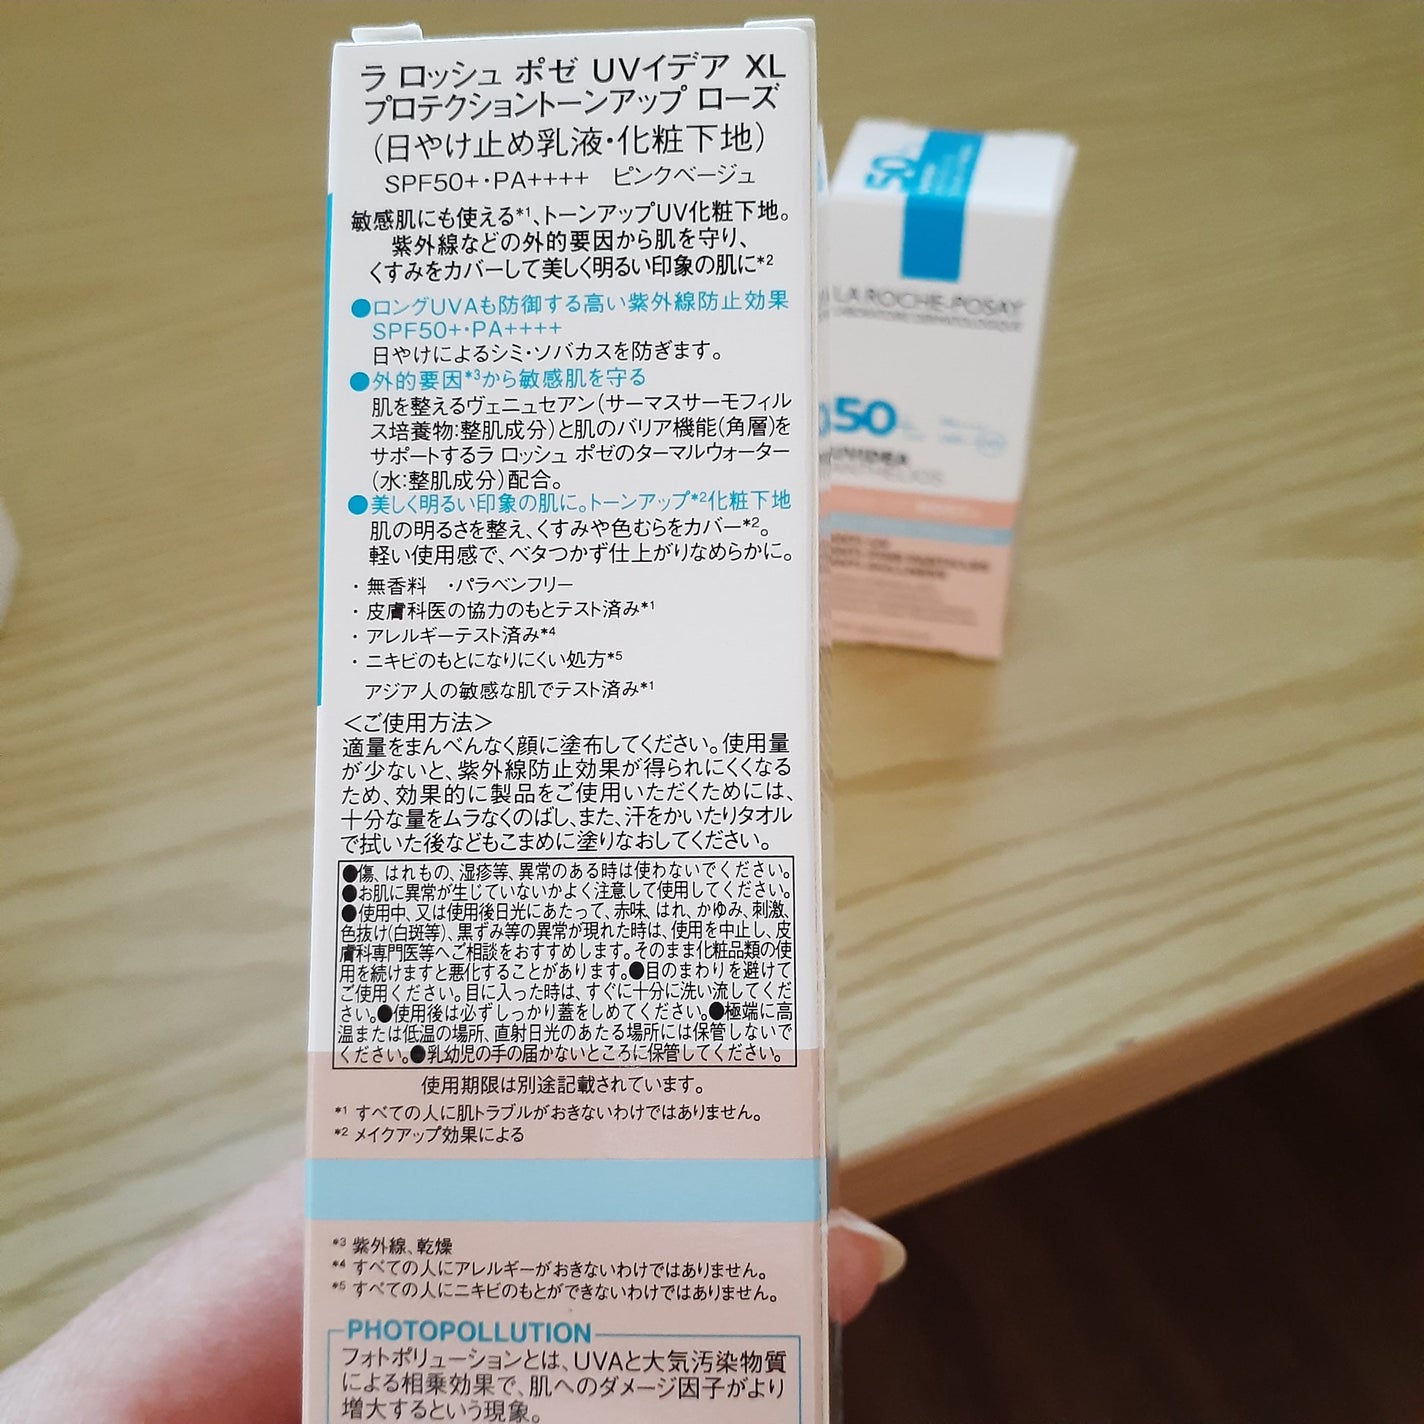 ラ ロッシュ ポゼ UVイデア XL
プロテクショントーンアップ ローズ
(日やけ止め乳液・化粧下地)
SPF50+・PA++++ ピンクベージュ
敏感肌にも使える*1、トーンアップUV化粧下地。
紫外線などの外的要因から肌を守り、
くすみをカバーして美しく明るい印象の肌に*2
●ロングUVAも防御する高い紫外線防止効果
SPF50+・PA++++
日やけによるシミ・ソバカスを防ぎます。
●外的要因*3から敏感肌を守る
肌を整えるヴェニュセアン(サーマスサーモフィル
ス培養物:整肌成分)と肌のバリア機能(角層)を
サポートするラ ロッシュ ポゼのターマルウォーター
(水:整肌成分)配合。
●美しく明るい印象の肌に。トーンアップ*2化粧下地
肌の明るさを整え、くすみや色むらをカバー*2。
軽い使用感で、ベタつかず仕上がりなめらかに。
・無香料 ・パラベンフリー
・皮膚科医の協力のもとテスト済み*1
・アレルギーテスト済み*4
・ニキビのもとになりにくい処方*5
アジア人の敏感な肌でテスト済み*1
＜ご使用方法＞
適量をまんべんなく顔に塗布してください。使用量
が少ないと、紫外線防止効果が得られにくくなる
ため、効果的に製品をご使用いただくためには、
十分な量をムラなくのばし、また、汗をかいたりタオル
で拭いた後などもこまめに塗りなおしてください。
●傷、はれもの、湿疹等、異常のある時は使わないでください。
●お肌に異常が生じていないかよく注意して使用してください。
●使用中、又は使用後日光にあたって、赤味、はれ、かゆみ、刺激、
色抜け(白斑等)、黒ずみ等の異常が現れた時は、使用を中止し、皮
膚科専門医等へご相談をおすすめします。そのまま化粧品類の使
用を続けますと悪化することがあります。●目のまわりを避けて
ご使用ください。目に入った時は、すぐに十分に洗い流してくだ
さい。●使用後は必ずしっかり蓋をしめてください。●極端に高
温または低温の場所、直射日光のあたる場所には保管しないで
ください。●乳幼児の手の届かないところに保管してください。
使用期限は別途記載されています。
*1 すべての人に肌トラブルがおきないわけではありません。
*2 メイクアップ効果による
*3 紫外線、乾燥
*4 すべての人にアレルギーがおきないわけではありません。
*5 すべての人にニキビのもとができないわけではありません。
PHOTOPOLLUTION
フォトポリューションとは、UVAと大気汚染物質
による相乗効果で、肌へのダメージ因子がより
増大するという現象。
50
LA ROCHE-POSAY
LABORATOIRE DERMATOLOGIQUE
50
UVIDEA
ANTHELIOS